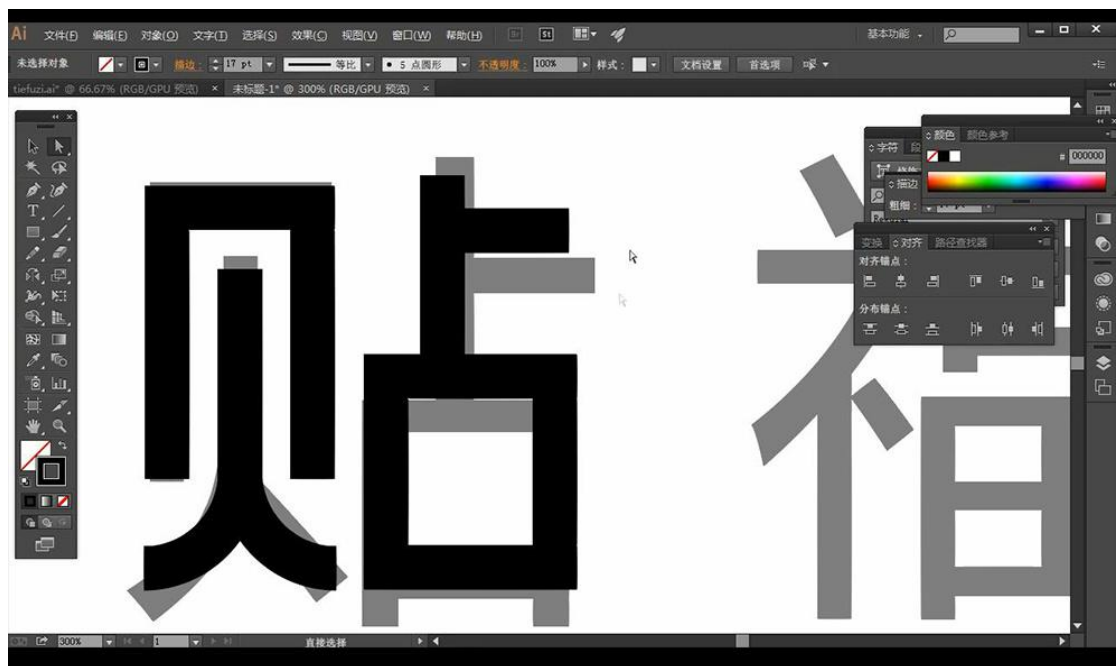 Ai 文件(F) 编辑(E) 对象(O) 文字(T) 选择(S) 效果(C) 视图(V) 窗口(W) 帮助(H) Br St 基本功能
未选择对象 描边: 17 pt 等比 5 点圆形 不透明度: 100% 样式: 文档设置 首选项
tiefuzi.ai* @ 66.67% (RGB/GPU 预览) × 未标题-1* @ 300% (RGB/GPU 预览) ×
颜色 颜色参考
字符 段
# 000000
描边
粗细:
变换 对齐 路径查找器
对齐锚点:
分布锚点:
贴 福
300% 1 直接选择